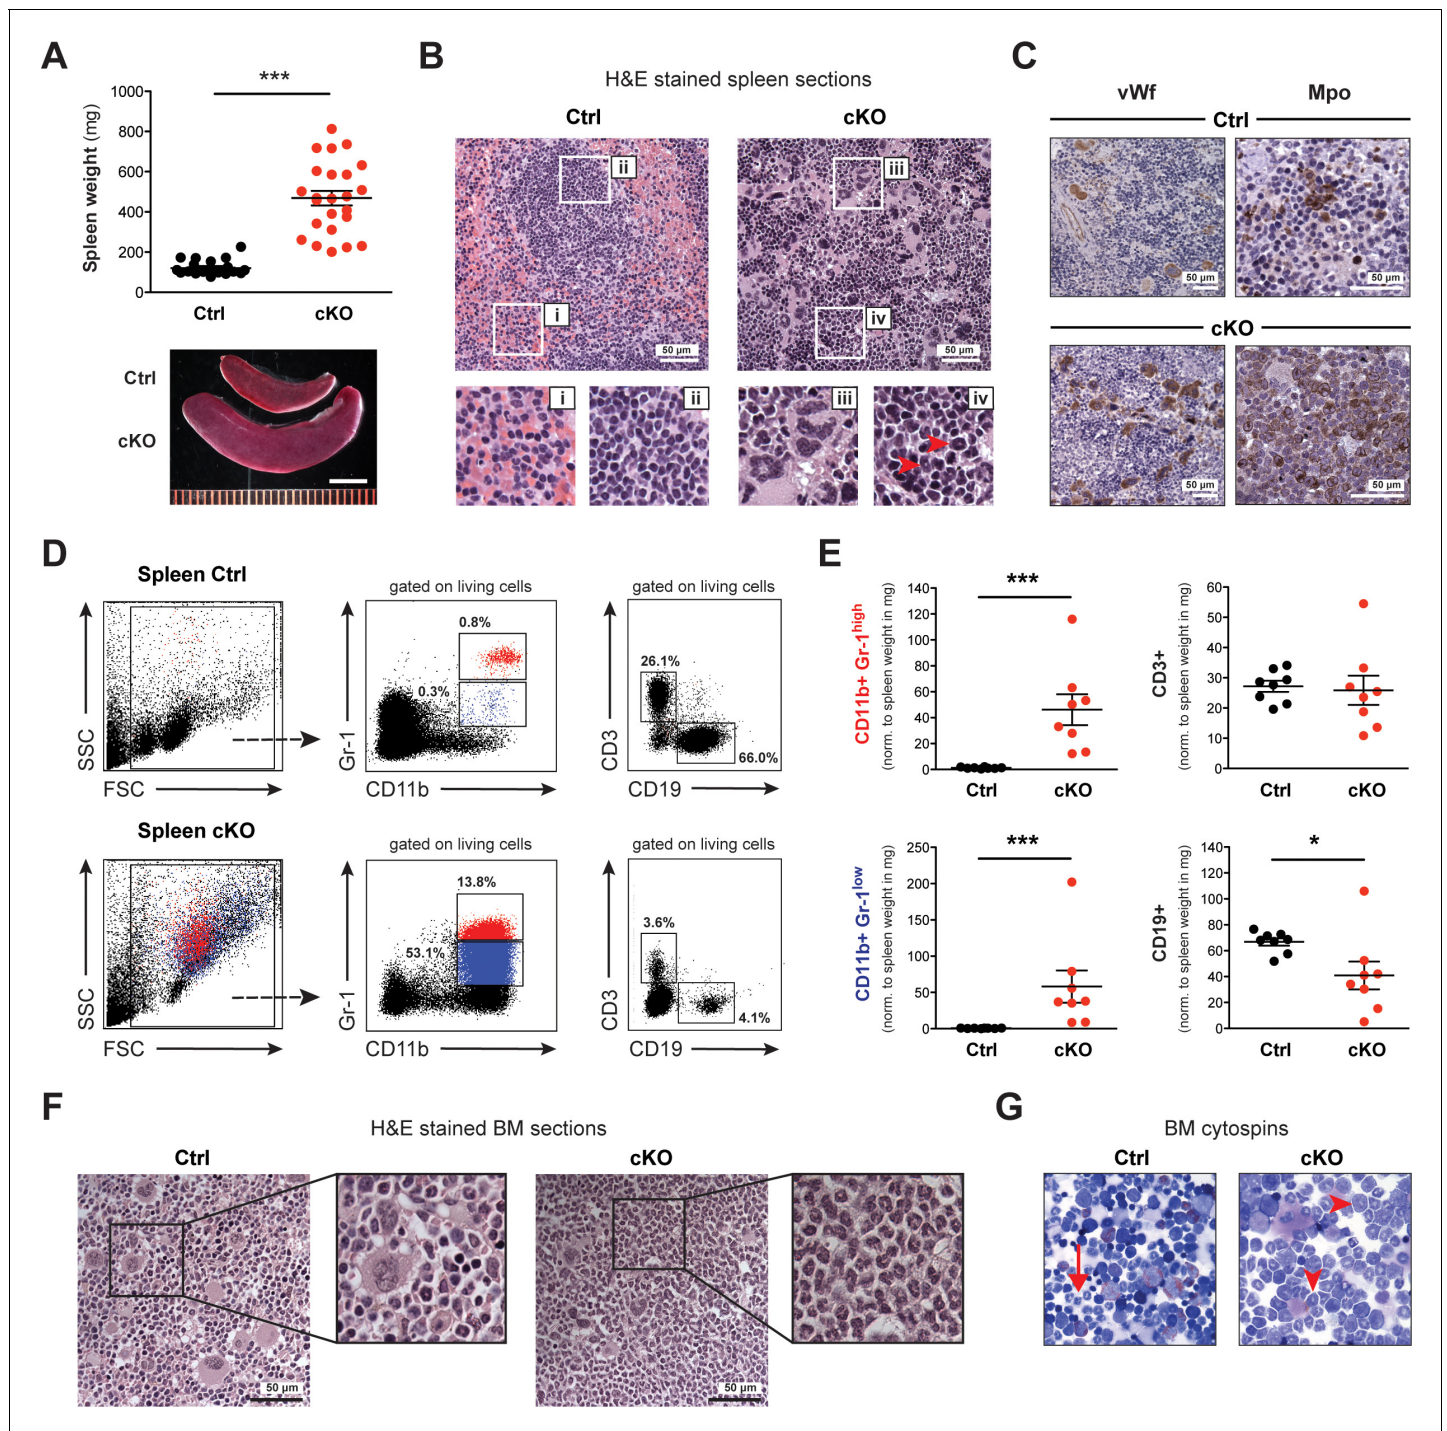 A
***
Spleen weight (mg)
1000
800
600
400
200
0
Ctrl
cKO
Ctrl
cKO
B
H&E stained spleen sections
Ctrl
cKO
ii
i
50 µm
iii
iv
50 µm
i
ii
iii
iv
C
vWf
Mpo
Ctrl
50 µm
50 µm
cKO
50 µm
50 µm
D
Spleen Ctrl
SSC
FSC
gated on living cells
0.8%
0.3%
Gr-1
CD11b
gated on living cells
26.1%
66.0%
CD3
CD19
Spleen cKO
SSC
FSC
gated on living cells
13.8%
53.1%
Gr-1
CD11b
gated on living cells
3.6%
4.1%
CD3
CD19
E
CD11b+ Gr-1high
(norm. to spleen weight in mg)
***
140
120
100
80
60
40
20
0
Ctrl
cKO
CD3+
(norm. to spleen weight in mg)
60
50
40
30
20
10
0
Ctrl
cKO
CD11b+ Gr-1low
(norm. to spleen weight in mg)
***
250
200
150
100
50
0
Ctrl
cKO
CD19+
(norm. to spleen weight in mg)
*
140
120
100
80
60
40
20
0
Ctrl
cKO
F
H&E stained BM sections
Ctrl
cKO
50 µm
50 µm
G
BM cytospins
Ctrl
cKO